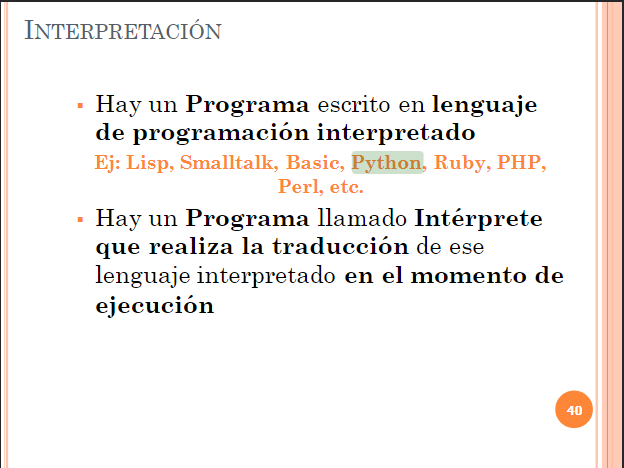 INTERPRETACIÓN
▪ Hay un Programa escrito en lenguaje
de programación interpretado
Ej: Lisp, Smalltalk, Basic, Python, Ruby, PHP,
Perl, etc.
▪ Hay un Programa llamado Intérprete
que realiza la traducción de ese
lenguaje interpretado en el momento de
ejecución
40